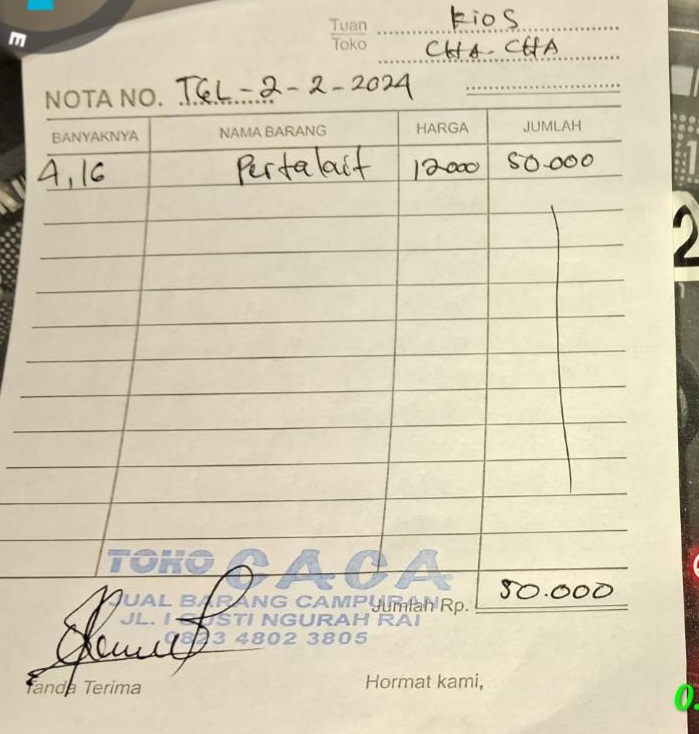 E
Tuan Kios
Toko CHA-CHA
NOTA NO. TGL-2-2-2024
BANYAKNYA NAMA BARANG HARGA JUMLAH
4,16 Pertalait 12000 50.000
2
TOKO CACA
JUAL BARANG CAMPURAN
JL. I GUSTI NGURAH RAI
0823 4802 3805
Jumlah Rp. 50.000
Tanda Terima Hormat kami,
0.